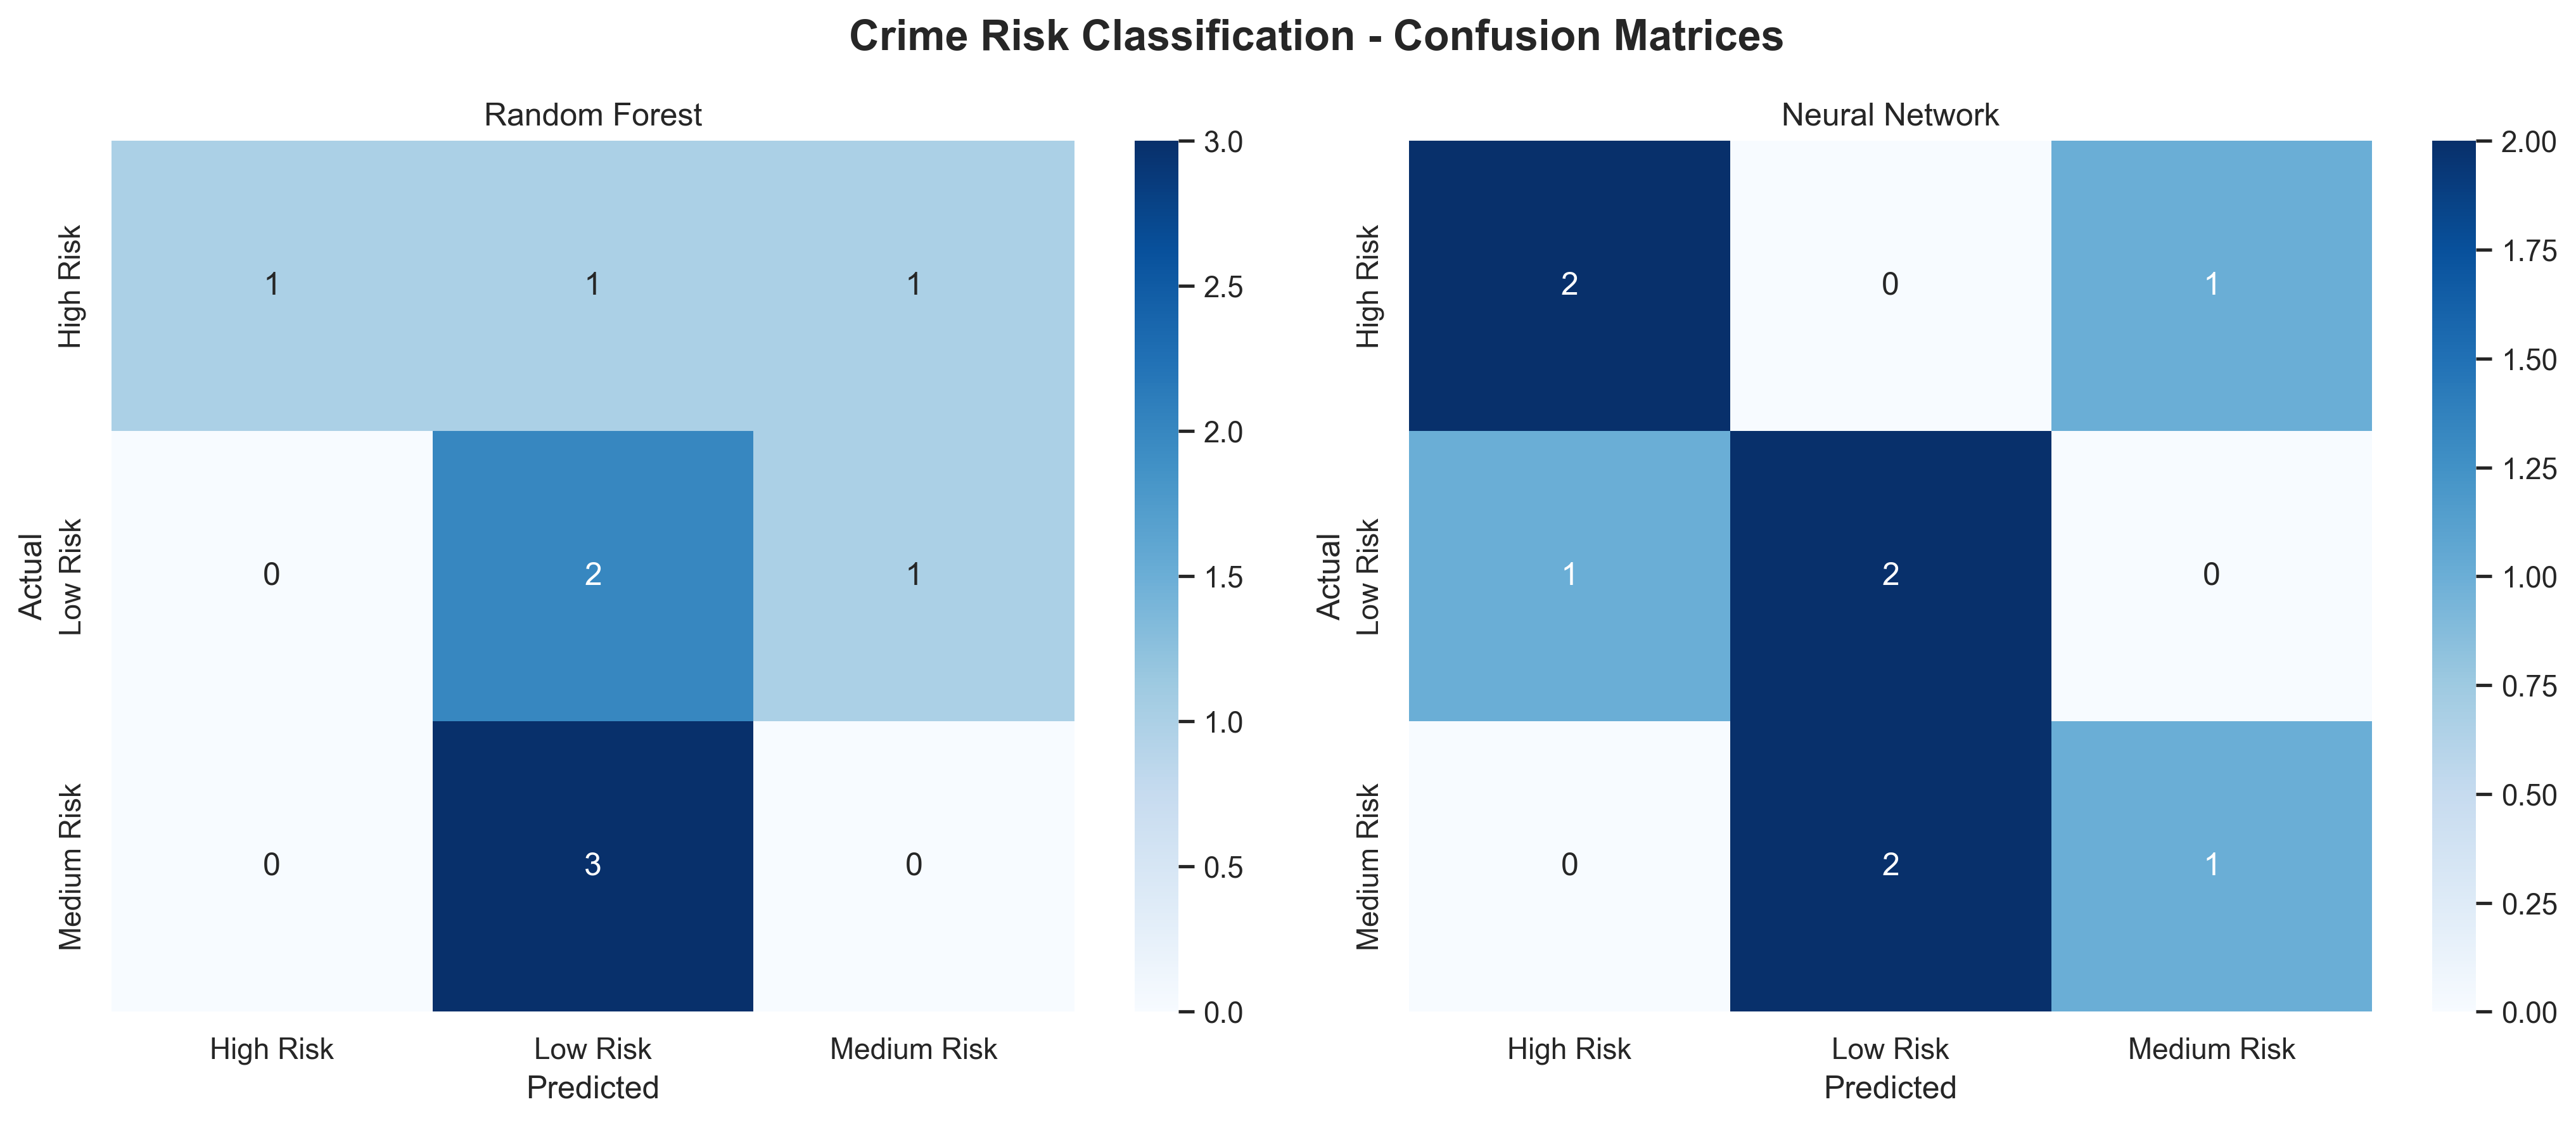 Crime Risk Classification - Confusion Matrices
Random Forest
Actual
High Risk
Low Risk
Medium Risk
1 1 1
0 2 1
0 3 0
High Risk Low Risk Medium Risk
Predicted
3.0
2.5
2.0
1.5
1.0
0.5
0.0
Neural Network
Actual
High Risk
Low Risk
Medium Risk
2 0 1
1 2 0
0 2 1
High Risk Low Risk Medium Risk
Predicted
2.00
1.75
1.50
1.25
1.00
0.75
0.50
0.25
0.00